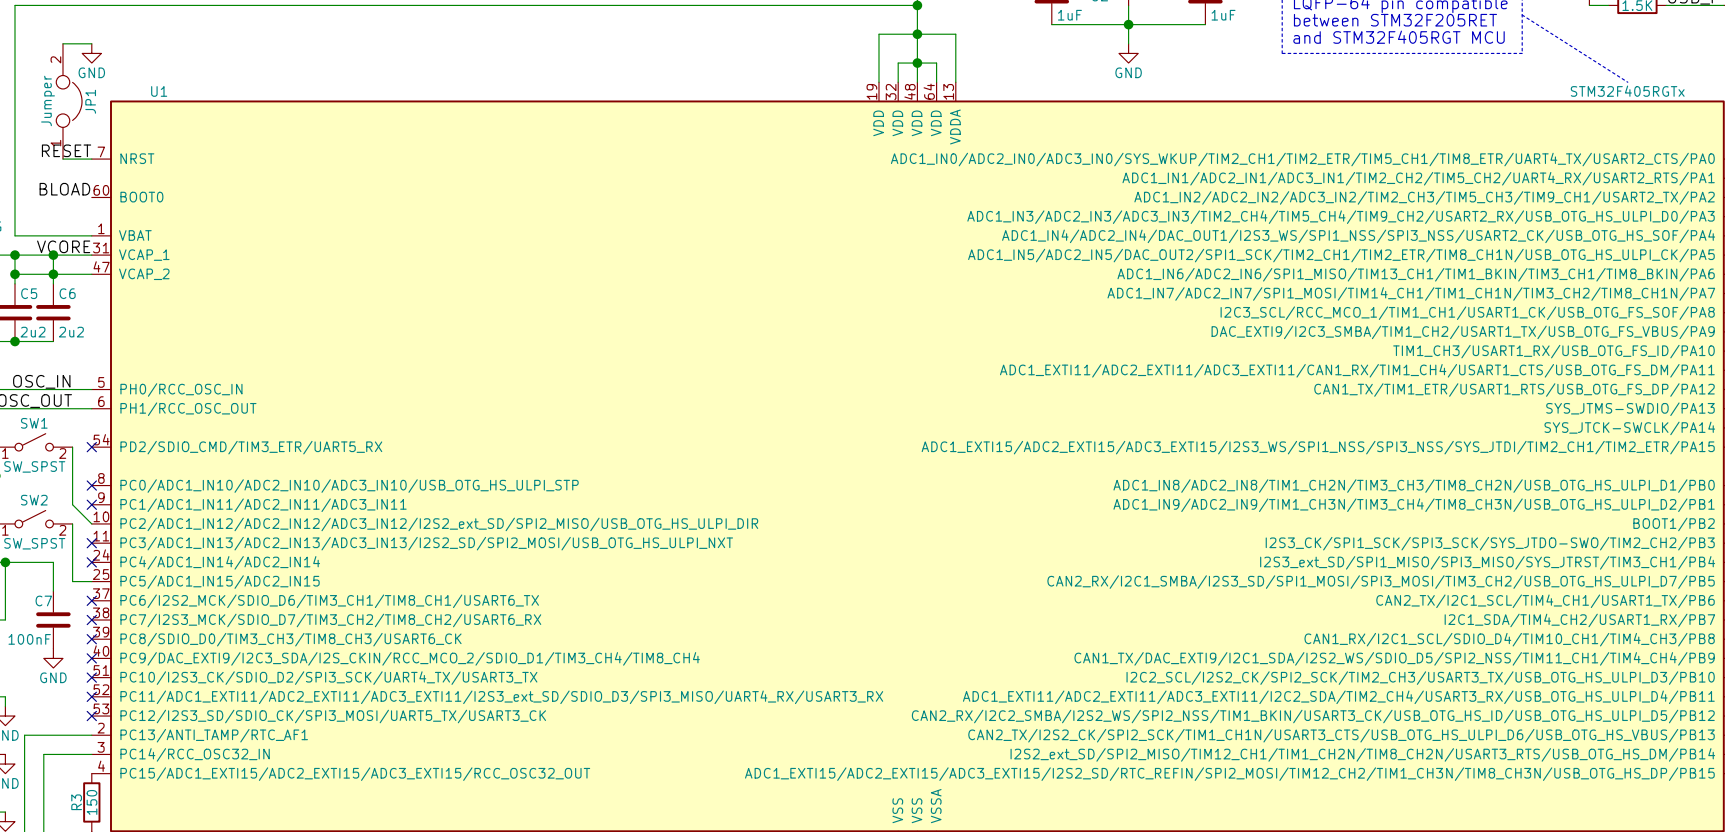 LQFP-64 pin compatible
between STM32F205RET
and STM32F405RGT MCU
1uF
1uF
1.5K
GND
GND
2
Jumper
JP1
1
U1
STM32F405RGTx
19
32
48
64
13
VDD
VDD
VDD
VDD
VDDA
RESET
7
NRST
BLOAD
60
BOOT0
1
VBAT
VCORE
31
VCAP_1
47
VCAP_2
C5
C6
2u2
2u2
OSC_IN
5
PH0/RCC_OSC_IN
OSC_OUT
6
PH1/RCC_OSC_OUT
SW1
1
2
SW_SPST
54
PD2/SDIO_CMD/TIM3_ETR/UART5_RX
SW2
1
2
SW_SPST
8
PC0/ADC1_IN10/ADC2_IN10/ADC3_IN10/USB_OTG_HS_ULPI_STP
9
PC1/ADC1_IN11/ADC2_IN11/ADC3_IN11
10
PC2/ADC1_IN12/ADC2_IN12/ADC3_IN12/I2S2_ext_SD/SPI2_MISO/USB_OTG_HS_ULPI_DIR
11
PC3/ADC1_IN13/ADC2_IN13/ADC3_IN13/I2S2_SD/SPI2_MOSI/USB_OTG_HS_ULPI_NXT
24
PC4/ADC1_IN14/ADC2_IN14
25
PC5/ADC1_IN15/ADC2_IN15
C7
100nF
GND
37
PC6/I2S2_MCK/SDIO_D6/TIM3_CH1/TIM8_CH1/USART6_TX
38
PC7/I2S3_MCK/SDIO_D7/TIM3_CH2/TIM8_CH2/USART6_RX
39
PC8/SDIO_D0/TIM3_CH3/TIM8_CH3/USART6_CK
40
PC9/DAC_EXTI9/I2C3_SDA/I2S_CKIN/RCC_MCO_2/SDIO_D1/TIM3_CH4/TIM8_CH4
51
PC10/I2S3_CK/SDIO_D2/SPI3_SCK/UART4_TX/USART3_TX
52
PC11/ADC1_EXTI11/ADC2_EXTI11/ADC3_EXTI11/I2S3_ext_SD/SDIO_D3/SPI3_MISO/UART4_RX/USART3_RX
53
PC12/I2S3_SD/SDIO_CK/SPI3_MOSI/UART5_TX/USART3_CK
2
PC13/ANTI_TAMP/RTC_AF1
3
PC14/RCC_OSC32_IN
4
PC15/ADC1_EXTI15/ADC2_EXTI15/ADC3_EXTI15/RCC_OSC32_OUT
R3
150
ADC1_IN0/ADC2_IN0/ADC3_IN0/SYS_WKUP/TIM2_CH1/TIM2_ETR/TIM5_CH1/TIM8_ETR/UART4_TX/USART2_CTS/PA0
ADC1_IN1/ADC2_IN1/ADC3_IN1/TIM2_CH2/TIM5_CH2/UART4_RX/USART2_RTS/PA1
ADC1_IN2/ADC2_IN2/ADC3_IN2/TIM2_CH3/TIM5_CH3/TIM9_CH1/USART2_TX/PA2
ADC1_IN3/ADC2_IN3/ADC3_IN3/TIM2_CH4/TIM5_CH4/TIM9_CH2/USART2_RX/USB_OTG_HS_ULPI_D0/PA3
ADC1_IN4/ADC2_IN4/DAC_OUT1/I2S3_WS/SPI1_NSS/SPI3_NSS/USART2_CK/USB_OTG_HS_SOF/PA4
ADC1_IN5/ADC2_IN5/DAC_OUT2/SPI1_SCK/TIM2_CH1/TIM2_ETR/TIM8_CH1N/USB_OTG_HS_ULPI_CK/PA5
ADC1_IN6/ADC2_IN6/SPI1_MISO/TIM13_CH1/TIM1_BKIN/TIM3_CH1/TIM8_BKIN/PA6
ADC1_IN7/ADC2_IN7/SPI1_MOSI/TIM14_CH1/TIM1_CH1N/TIM3_CH2/TIM8_CH1N/PA7
I2C3_SCL/RCC_MCO_1/TIM1_CH1/USART1_CK/USB_OTG_FS_SOF/PA8
DAC_EXTI9/I2C3_SMBA/TIM1_CH2/USART1_TX/USB_OTG_FS_VBUS/PA9
TIM1_CH3/USART1_RX/USB_OTG_FS_ID/PA10
ADC1_EXTI11/ADC2_EXTI11/ADC3_EXTI11/CAN1_RX/TIM1_CH4/USART1_CTS/USB_OTG_FS_DM/PA11
CAN1_TX/TIM1_ETR/USART1_RTS/USB_OTG_FS_DP/PA12
SYS_JTMS-SWDIO/PA13
SYS_JTCK-SWCLK/PA14
ADC1_EXTI15/ADC2_EXTI15/ADC3_EXTI15/I2S3_WS/SPI1_NSS/SPI3_NSS/SYS_JTDI/TIM2_CH1/TIM2_ETR/PA15
ADC1_IN8/ADC2_IN8/TIM1_CH2N/TIM3_CH3/TIM8_CH2N/USB_OTG_HS_ULPI_D1/PB0
ADC1_IN9/ADC2_IN9/TIM1_CH3N/TIM3_CH4/TIM8_CH3N/USB_OTG_HS_ULPI_D2/PB1
BOOT1/PB2
I2S3_CK/SPI1_SCK/SPI3_SCK/SYS_JTDO-SWO/TIM2_CH2/PB3
I2S3_ext_SD/SPI1_MISO/SPI3_MISO/SYS_JTRST/TIM3_CH1/PB4
CAN2_RX/I2C1_SMBA/I2S3_SD/SPI1_MOSI/SPI3_MOSI/TIM3_CH2/USB_OTG_HS_ULPI_D7/PB5
CAN2_TX/I2C1_SCL/TIM4_CH1/USART1_TX/PB6
I2C1_SDA/TIM4_CH2/USART1_RX/PB7
CAN1_RX/I2C1_SCL/SDIO_D4/TIM10_CH1/TIM4_CH3/PB8
CAN1_TX/DAC_EXTI9/I2C1_SDA/I2S2_WS/SDIO_D5/SPI2_NSS/TIM11_CH1/TIM4_CH4/PB9
I2C2_SCL/I2S2_CK/SPI2_SCK/TIM2_CH3/USART3_TX/USB_OTG_HS_ULPI_D3/PB10
ADC1_EXTI11/ADC2_EXTI11/ADC3_EXTI11/I2C2_SDA/TIM2_CH4/USART3_RX/USB_OTG_HS_ULPI_D4/PB11
CAN2_RX/I2C2_SMBA/I2S2_WS/SPI2_NSS/TIM1_BKIN/USART3_CK/USB_OTG_HS_ID/USB_OTG_HS_ULPI_D5/PB12
CAN2_TX/I2S2_CK/SPI2_SCK/TIM1_CH1N/USART3_CTS/USB_OTG_HS_ULPI_D6/USB_OTG_HS_VBUS/PB13
I2S2_ext_SD/SPI2_MISO/TIM12_CH1/TIM1_CH2N/TIM8_CH2N/USART3_RTS/USB_OTG_HS_DM/PB14
ADC1_EXTI15/ADC2_EXTI15/ADC3_EXTI15/I2S2_SD/RTC_REFIN/SPI2_MOSI/TIM12_CH2/TIM1_CH3N/TIM8_CH3N/USB_OTG_HS_DP/PB15
VSS
VSS
VSSA